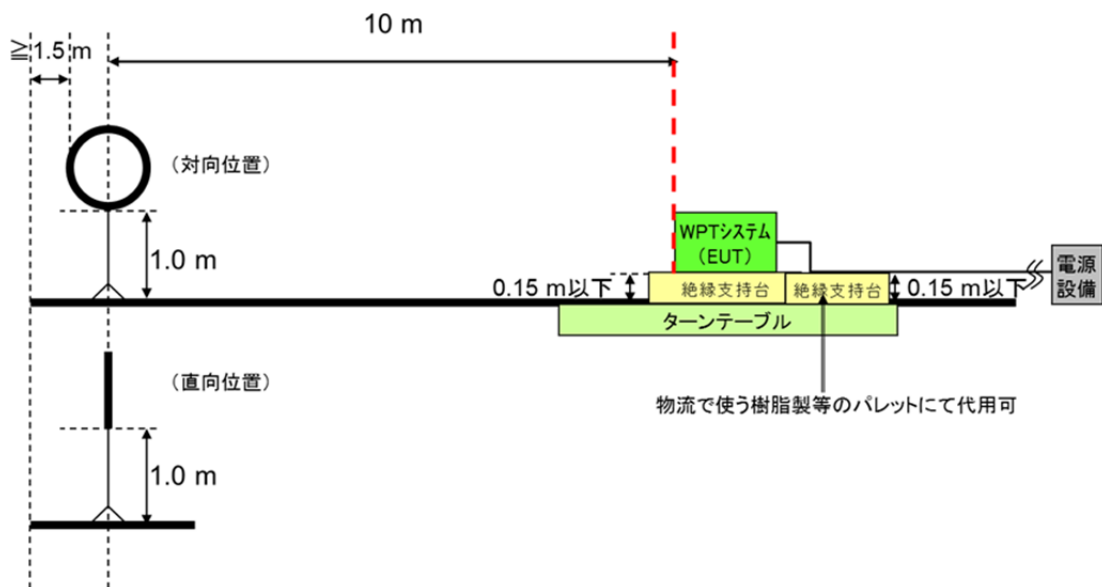 10 m
≧1.5 m
（対向位置）
WPTシステム
（EUT）
1.0 m
電源
設備
0.15 m以下
絶縁支持台
絶縁支持台
0.15 m以下
ターンテーブル
（直向位置）
物流で使う樹脂製等のパレットにて代用可
1.0 m